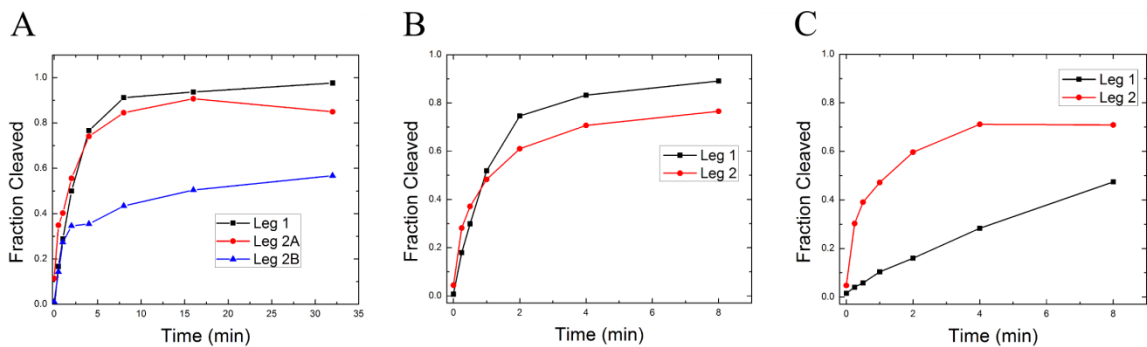 A
Fraction Cleaved
1.0
0.8
0.6
0.4
0.2
0.0
0 5 10 15 20 25 30 35
Time (min)
Leg 1
Leg 2A
Leg 2B
B
Fraction Cleaved
1.0
0.8
0.6
0.4
0.2
0.0
0 2 4 6 8
Time (min)
Leg 1
Leg 2
C
Fraction Cleaved
1.0
0.8
0.6
0.4
0.2
0.0
0 2 4 6 8
Time (min)
Leg 1
Leg 2